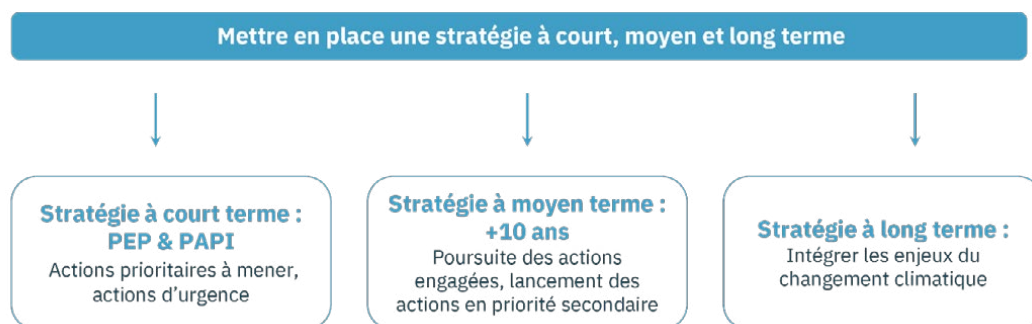 Mettre en place une stratégie à court, moyen et long terme
Stratégie à court terme :
PEP & PAPI
Actions prioritaires à mener,
actions d'urgence
Stratégie à moyen terme :
+10 ans
Poursuite des actions
engagées, lancement des
actions en priorité secondaire
Stratégie à long terme :
Intégrer les enjeux du
changement climatique